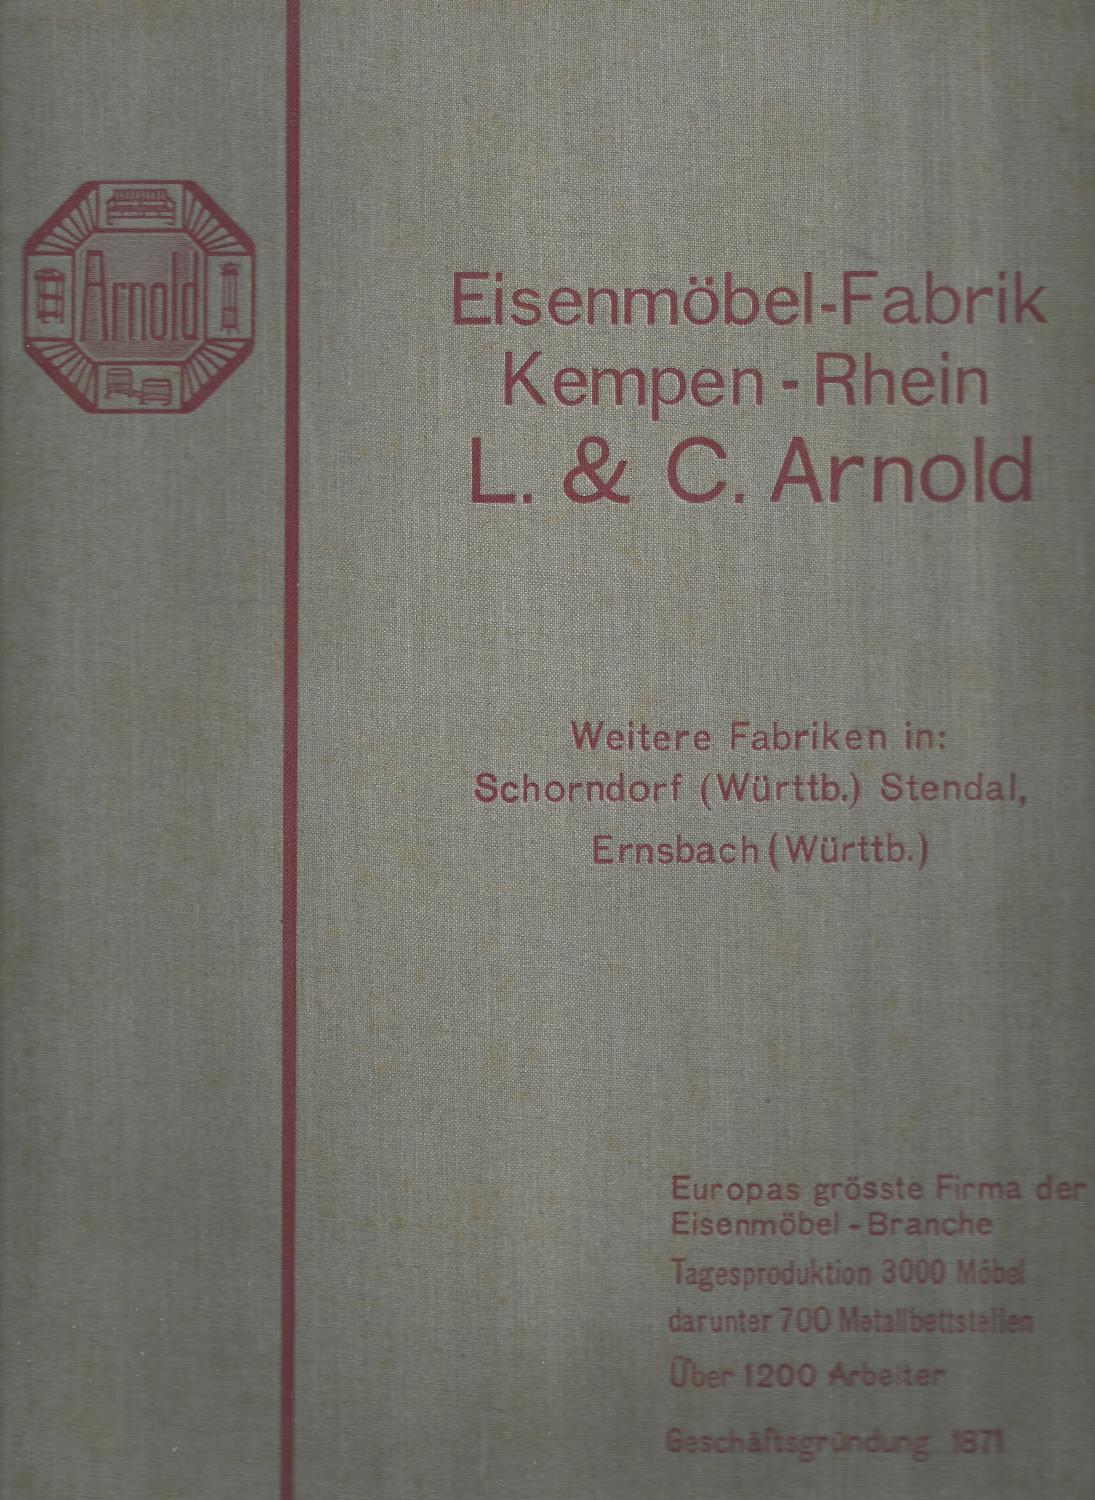 Arnold
Eisenmöbel-Fabrik
Kempen - Rhein
L. & C. Arnold
Weitere Fabriken in:
Schorndorf (Württb.) Stendal,
Ernsbach (Württb.)
Europas grösste Firma der
Eisenmöbel - Branche
Tagesproduktion 3000 Möbel
darunter 700 Metallbettstellen
Über 1200 Arbeiter
Geschäftsgründung 1871